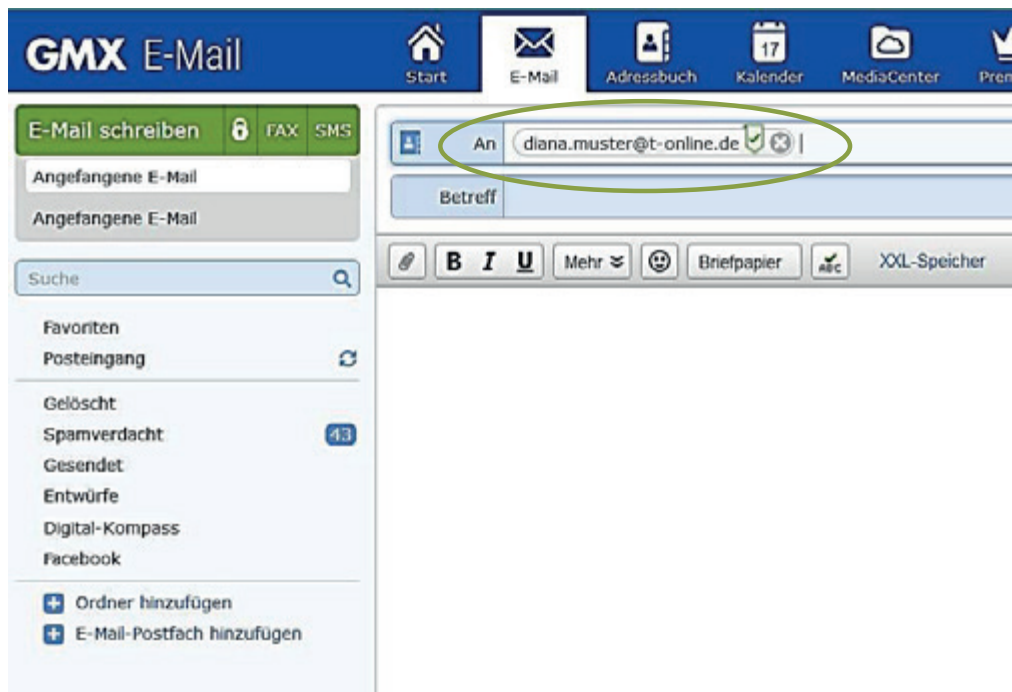 GMX E-Mail
Start
E-Mail
Adressbuch
17
Kalender
MediaCenter
E-Mail schreiben FAX SMS
Angefangene E-Mail
Angefangene E-Mail
Suche
Favoriten
Posteingang
Gelöscht
Spamverdacht 43
Gesendet
Entwürfe
Digital-Kompass
Facebook
Ordner hinzufügen
E-Mail-Postfach hinzufügen
An diana.muster@t-online.de
Betreff
B I U Mehr Briefpapier ABC XXL-Speicher